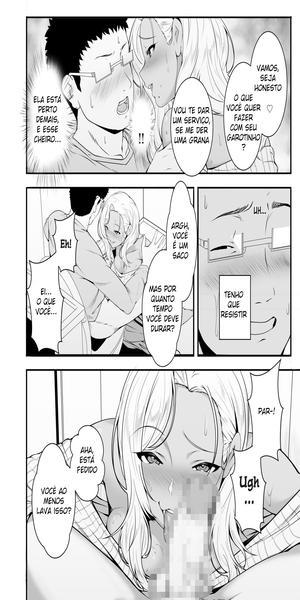 VAMOS,
SEJA
HONESTO
♡
O QUE
VOCÊ QUER
FAZER
COM SEU
GAROTINHO
?
VOU TE DAR
UM SERVIÇO,
SE ME DER
UMA GRANA
!!
ELA ESTÁ
PERTO
DEMAIS,
E ESSE
CHEIRO...
UH...
TENHO
QUE
RESISTIR
ARGH,
VOCÊ É
UM
SACO
MAS POR
QUANTO
TEMPO
VOCÊ DEVE
DURAR?
Eh!
EI...
O QUE
VOCÊ...
PAR-!
Ugh
...
AHA,
ESTÁ
FEDIDO
VOCÊ AO
MENOS
LAVA ISSO?